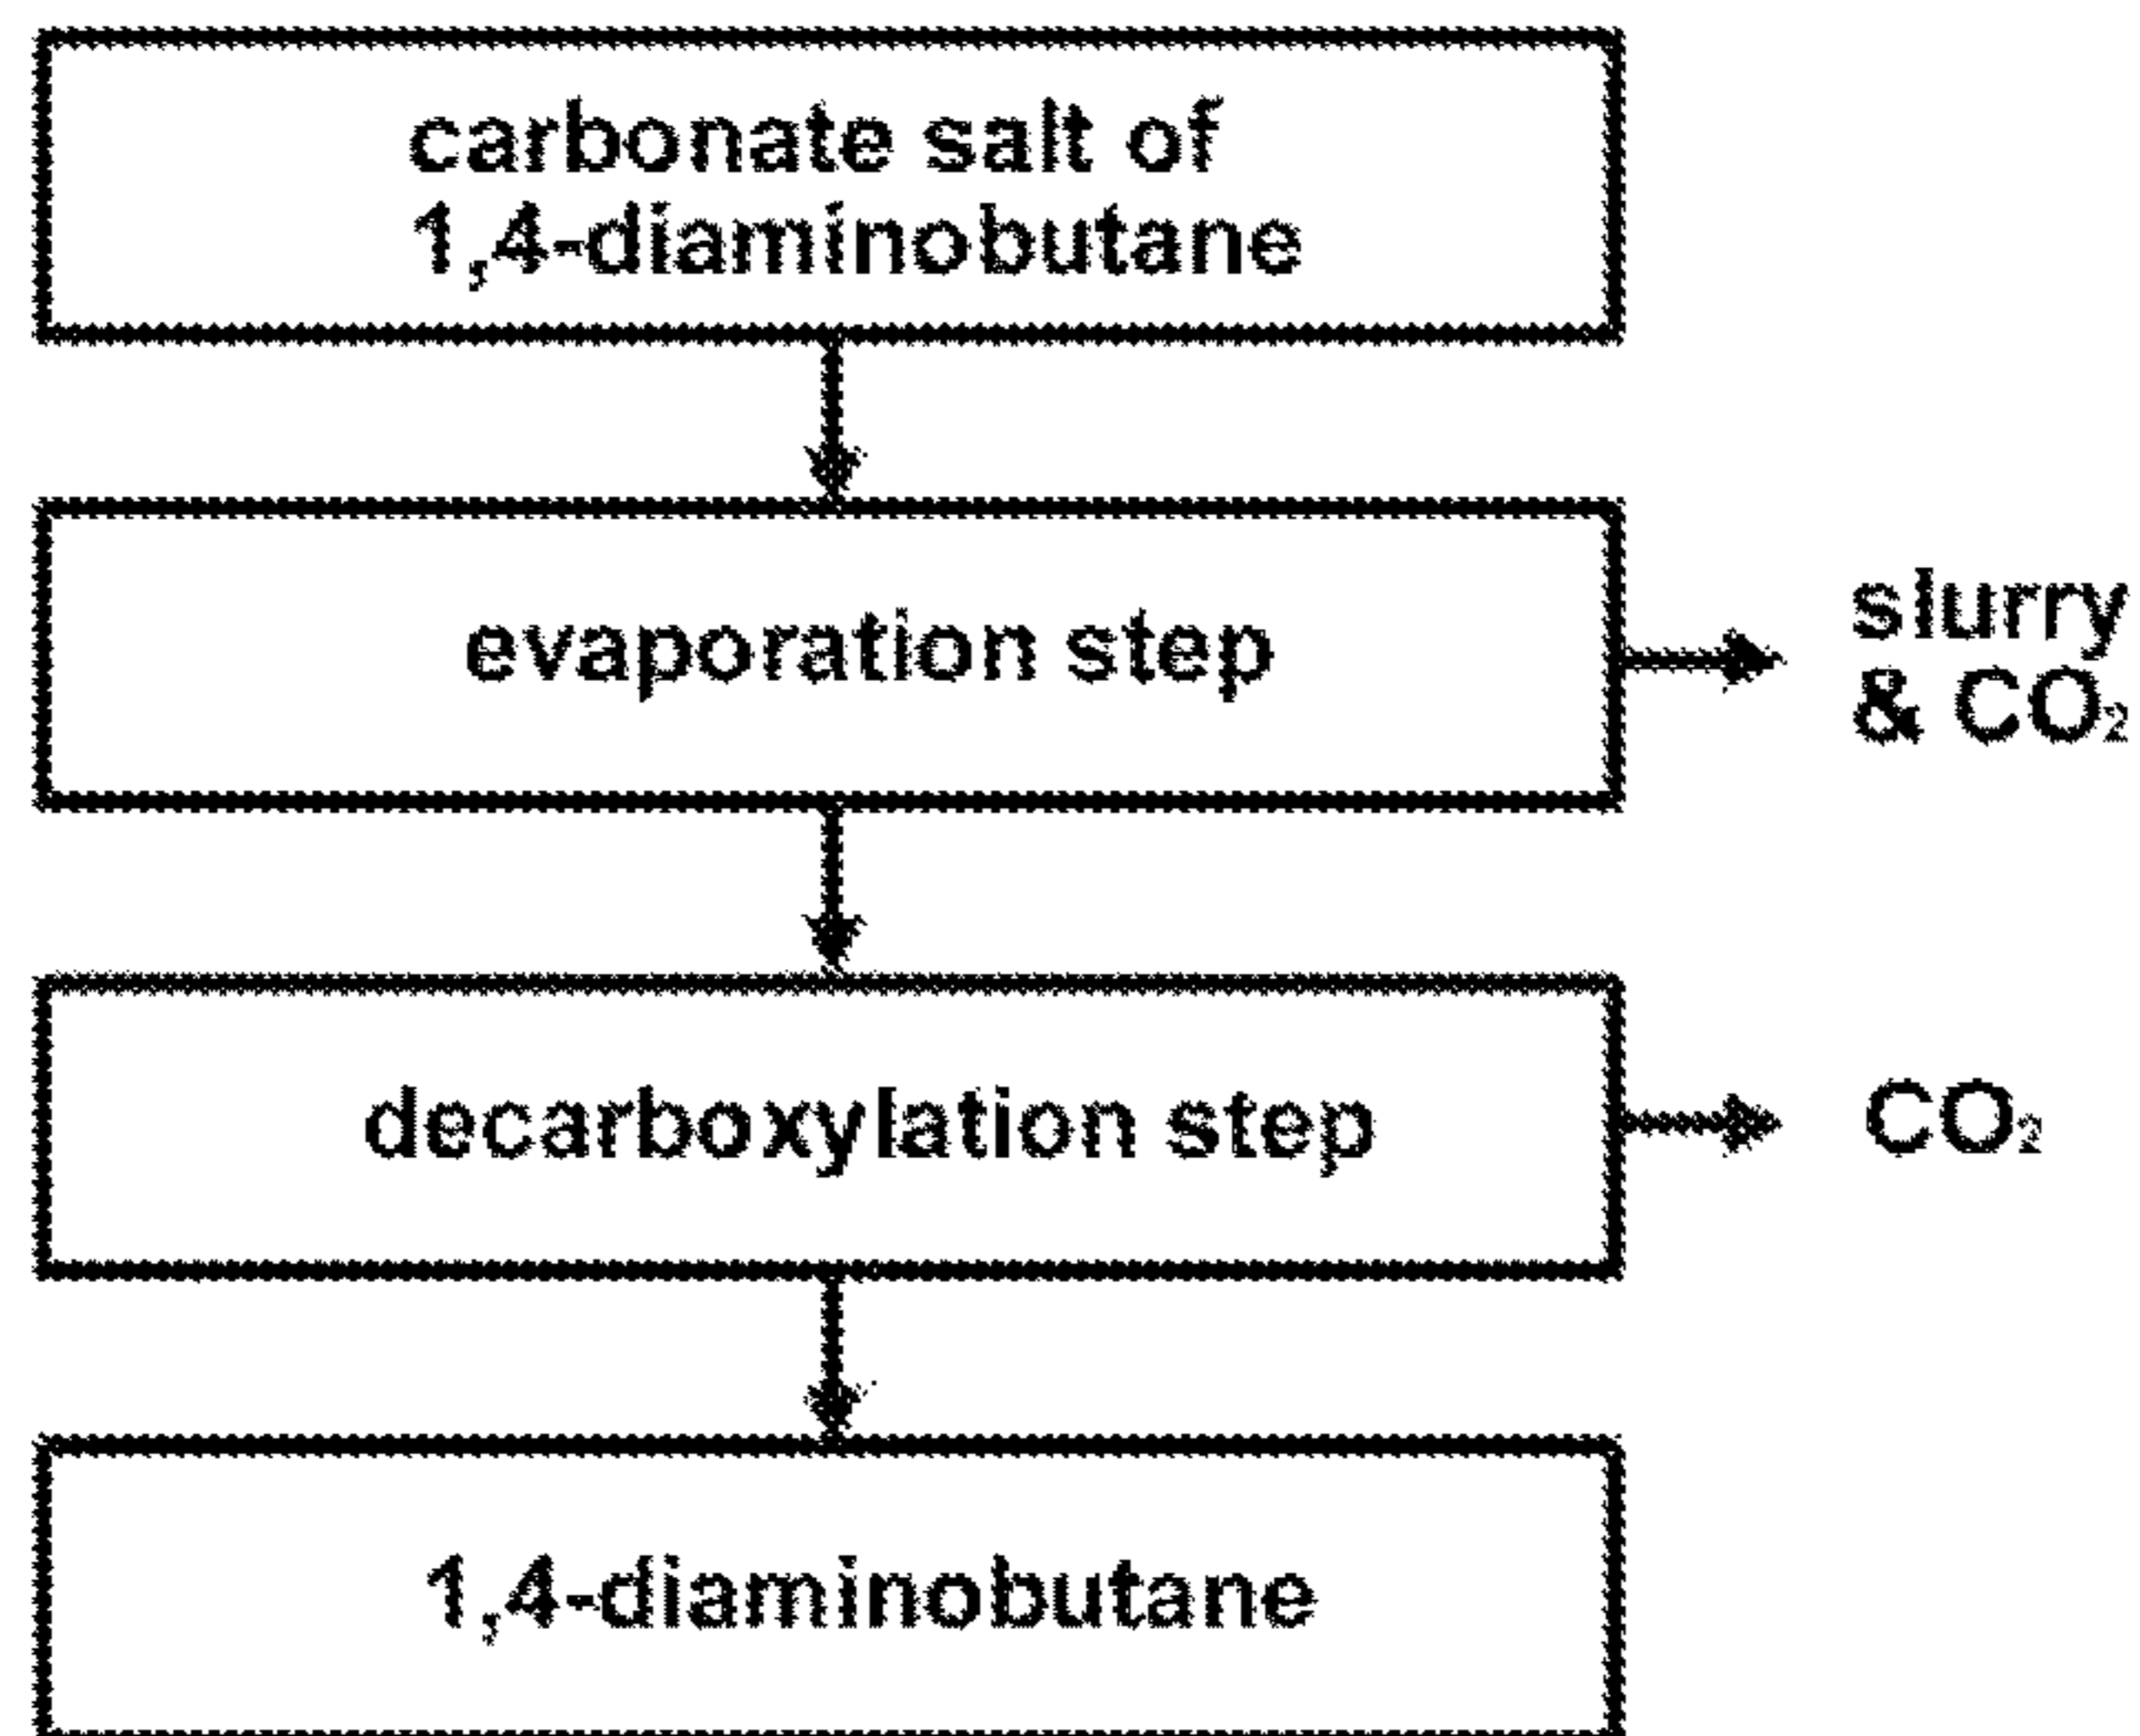 carbonate salt of
1,4-diaminobutane
evaporation step
slurry
& CO₂
decarboxylation step
CO₂
1,4-diaminobutane